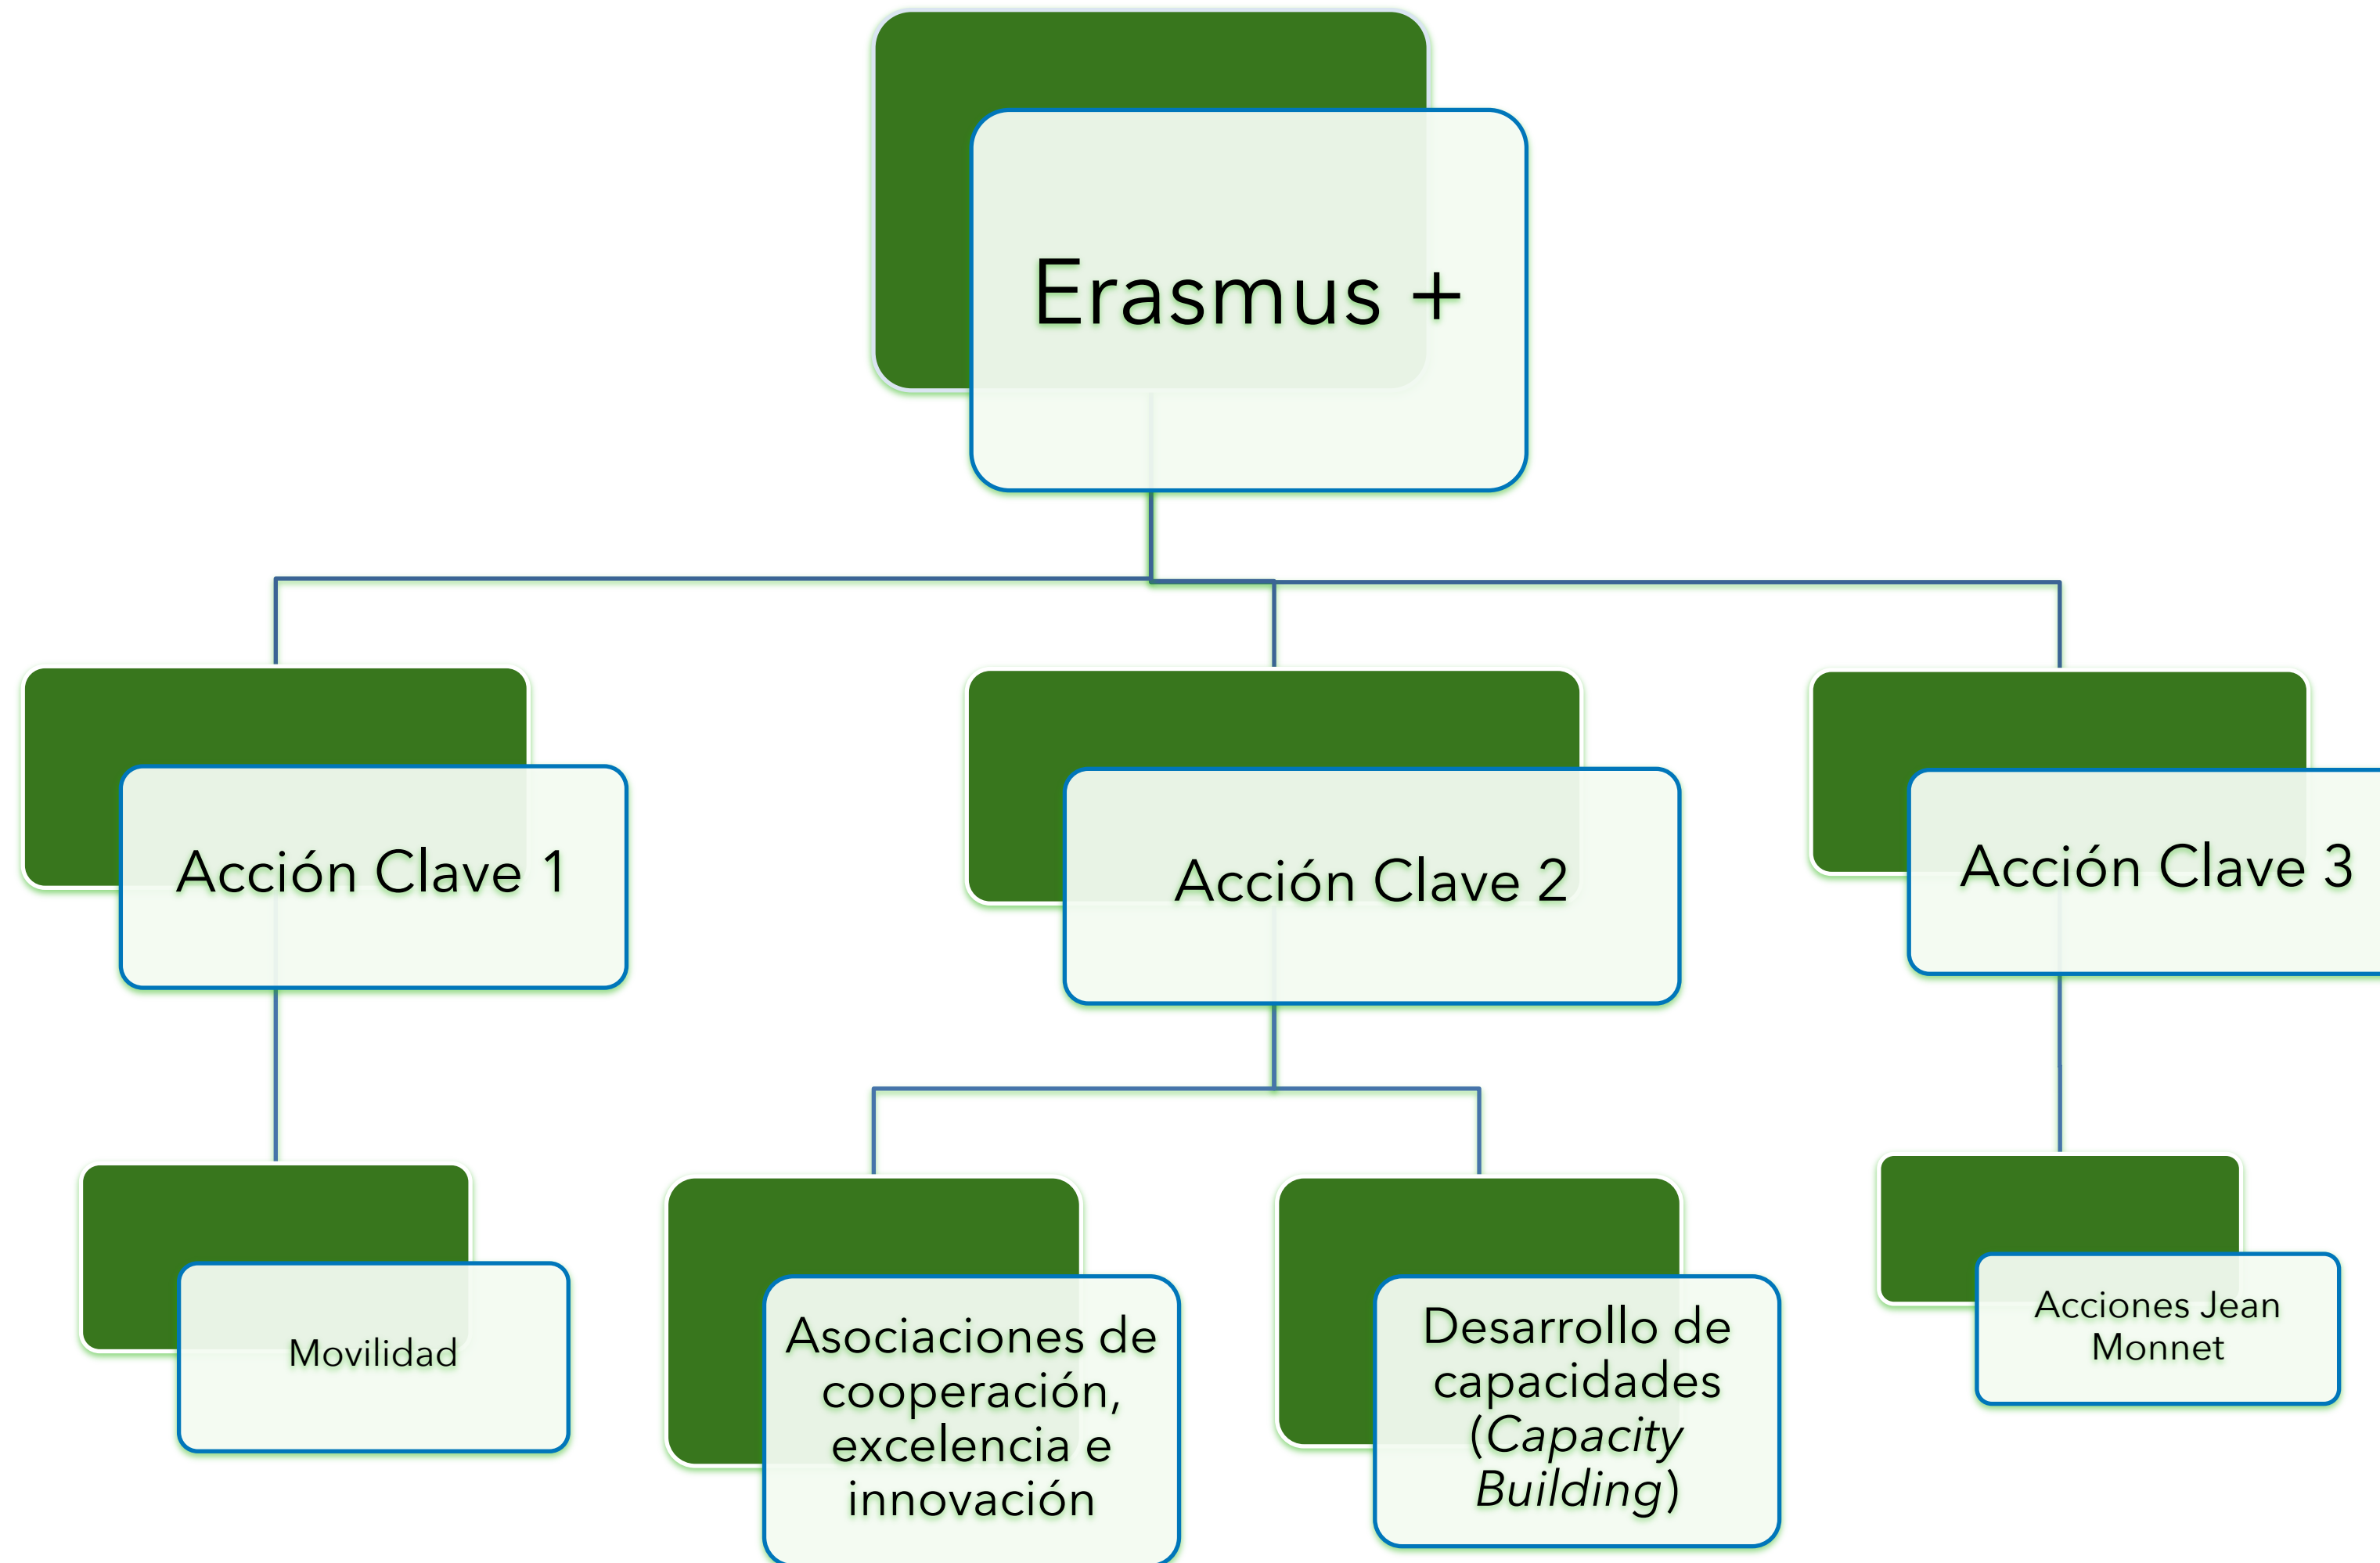 Erasmus +
Acción Clave 1
Acción Clave 2
Acción Clave 3
Movilidad
Asociaciones de
cooperación,
excelencia e
innovación
Desarrollo de
capacidades
(Capacity
Building)
Acciones Jean
Monnet